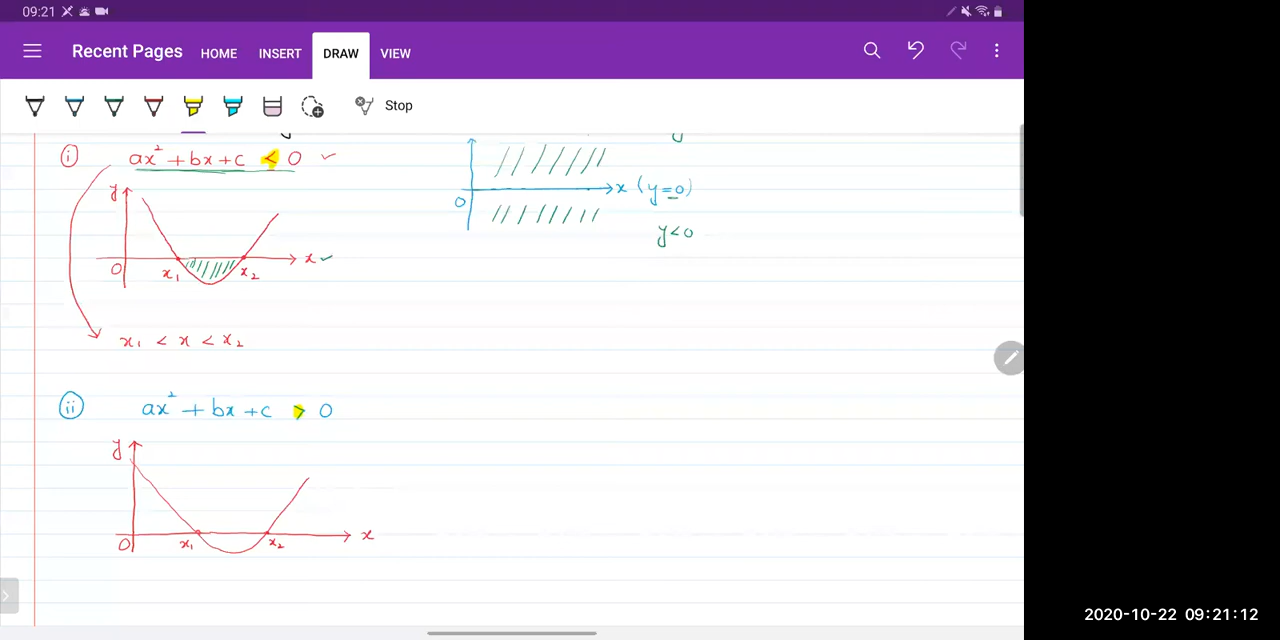 09:21
Recent Pages HOME INSERT DRAW VIEW
Stop
(i) ax² + bx + c < 0 ✓
y
0 x₁ x₂ x ✓
x₁ < x < x₂
0 x (y=0)
y<0
(ii) ax² + bx + c > 0
y
0 x₁ x₂ x
2020-10-22 09:21:12